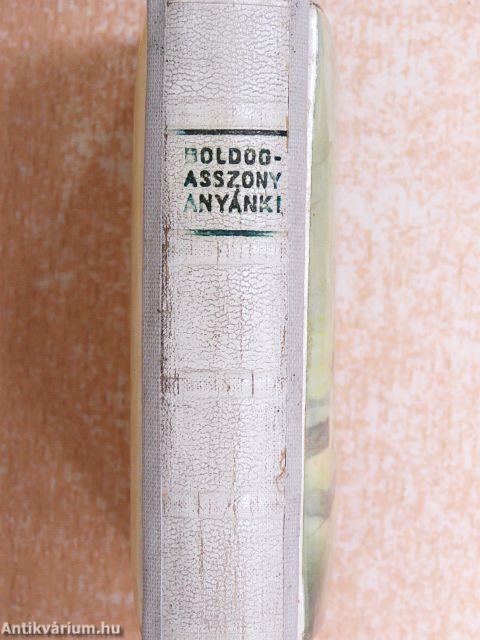 BOLDOG-
ASSZONY
ANYÁNK!
Antikvárium.hu